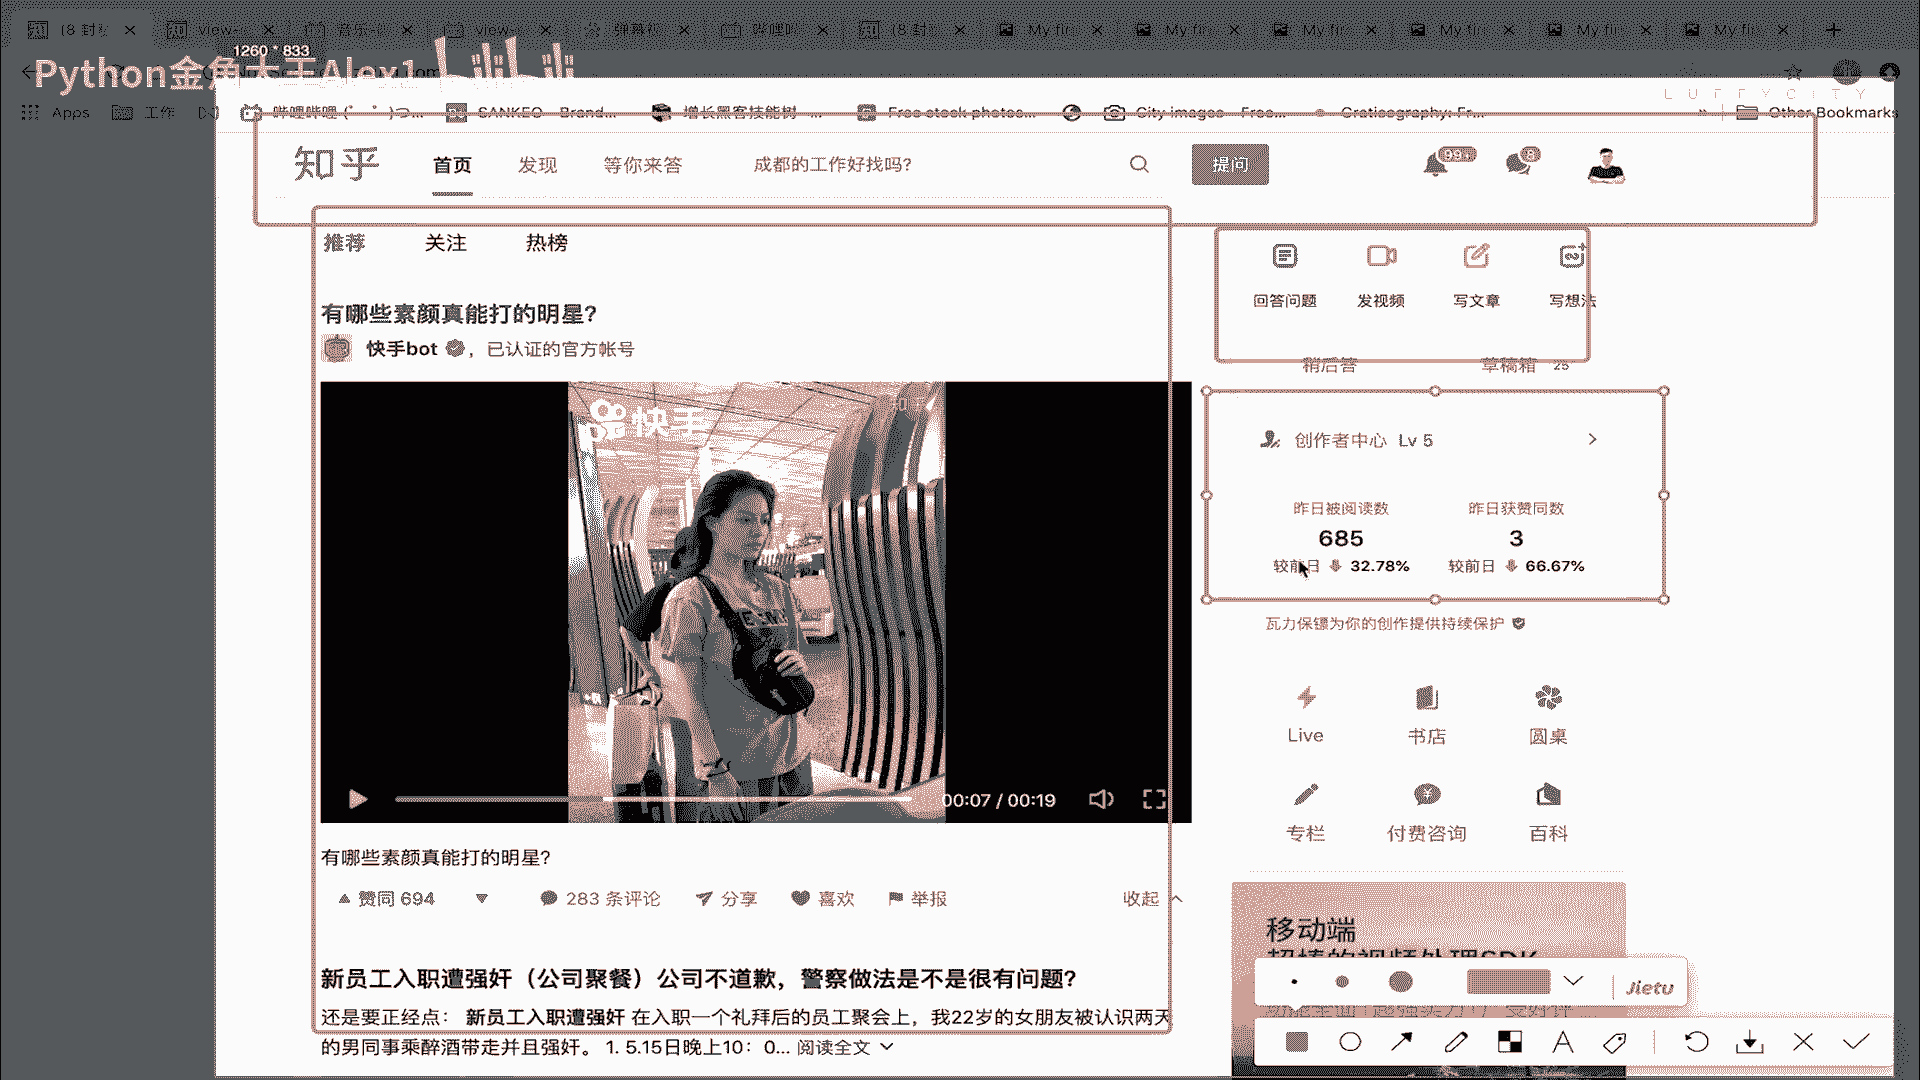 (8 封
view-
音乐-
view
弹幕
哔哩
(8 封
My fi
My fi
My fi
My fi
My fi
My fi
1260 * 833
Python金角大王Alex1
bilibili
LUFFYCITY
Apps
工作
哔哩哔哩 (゜-゜)つ...
SANKEO - Brand...
增长黑客技能树 -...
Free stock photos...
City images · Free...
Gratisography: Fr...
»
Other Bookmarks
知乎
首页
发现
等你来答
成都的工作好找吗?
提问
99+
8
推荐
关注
热榜
回答问题
发视频
写文章
写想法
稍后答
草稿箱 25
有哪些素颜真能打的明星?
快手bot ，已认证的官方帐号
知乎
快手
00:07 / 00:19
创作者中心 Lv 5
昨日被阅读数
昨日获赞同数
685
3
较前日 32.78%
较前日 66.67%
瓦力保镖为你的创作提供持续保护
Live
书店
圆桌
专栏
付费咨询
百科
有哪些素颜真能打的明星?
赞同 694
283 条评论
分享
喜欢
举报
收起
新员工入职遭强奸（公司聚餐）公司不道歉，警察做法是不是很有问题?
还是要正经点： 新员工入职遭强奸 在入职一个礼拜后的员工聚会上，我22岁的女朋友被认识两天
的男同事乘醉酒带走并且强奸。 1. 5.15日晚上10：0... 阅读全文
移动端
超棒的视频处理SDK
Jietu
A